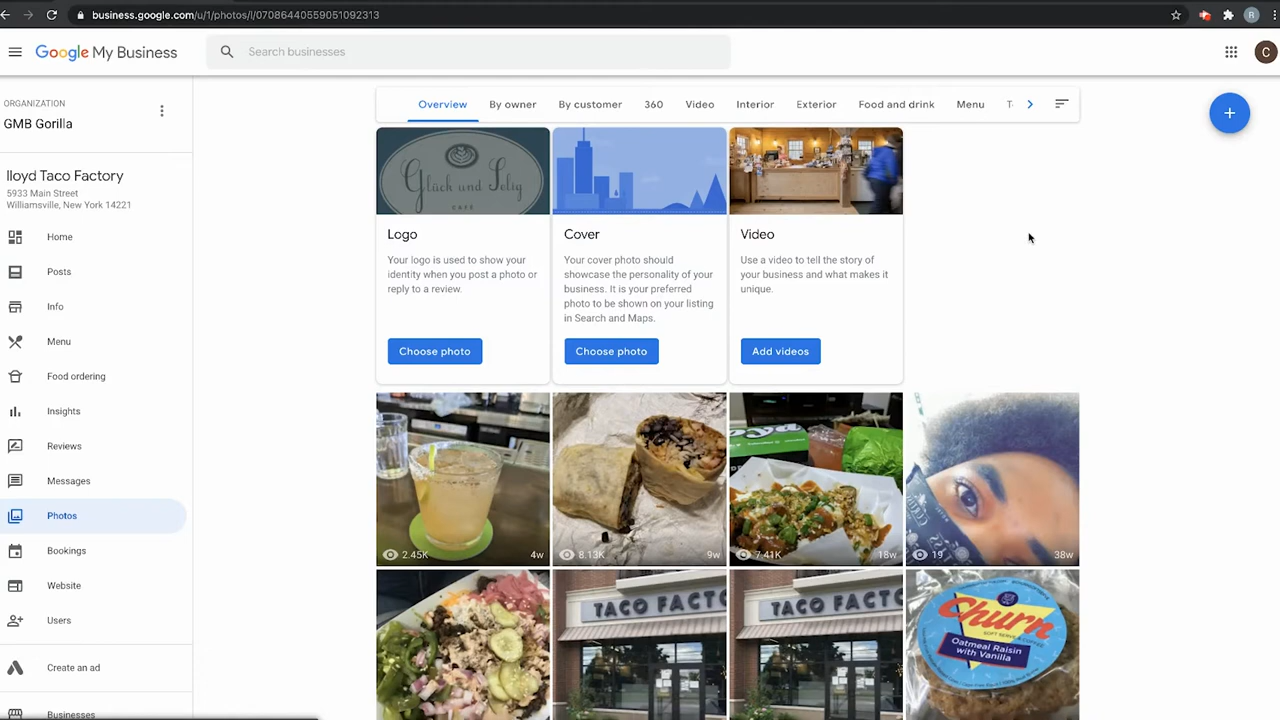 business.google.com/u/1/photos/l/07086440559051092313
R
Google My Business
Search businesses
C
ORGANIZATION
GMB Gorilla
lloyd Taco Factory
5933 Main Street
Williamsville, New York 14221
Home
Posts
Info
Menu
Food ordering
Insights
Reviews
Messages
Photos
Bookings
Website
Users
Create an ad
Businesses
Overview
By owner
By customer
360
Video
Interior
Exterior
Food and drink
Menu
Glück und Selig
CAFÉ
Logo
Your logo is used to show your
identity when you post a photo or
reply to a review.
Choose photo
Cover
Your cover photo should
showcase the personality of your
business. It is your preferred
photo to be shown on your listing
in Search and Maps.
Choose photo
Video
Use a video to tell the story of
your business and what makes it
unique.
Add videos
2.45K
4w
8.13K
9w
7.41K
18w
19
38w
TACO FACTO
TACO FACTO
Churn
SOFT SERVE & COFFEE
Oatmeal Raisin
with Vanilla